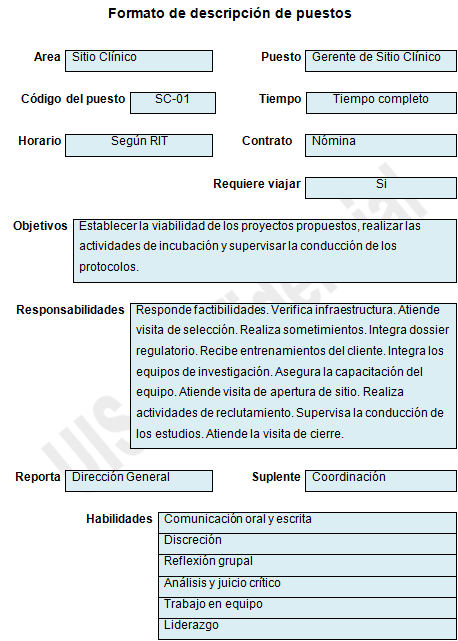 Formato de descripción de puestos
Area Sitio Clínico Puesto Gerente de Sitio Clínico
Código del puesto SC-01 Tiempo Tiempo completo
Horario Según RIT Contrato Nómina
Requiere viajar Si
Objetivos Establecer la viabilidad de los proyectos propuestos, realizar las
actividades de incubación y supervisar la conducción de los
protocolos.
Responsabilidades Responde factibilidades. Verifica infraestructura. Atiende
visita de selección. Realiza sometimientos. Integra dossier
regulatorio. Recibe entrenamientos del cliente. Integra los
equipos de investigación. Asegura la capacitación del
equipo. Atiende visita de apertura de sitio. Realiza
actividades de reclutamiento. Supervisa la conducción de
los estudios. Atiende la visita de cierre.
Reporta Dirección General Suplente Coordinación
Habilidades Comunicación oral y escrita
Discreción
Reflexión grupal
Análisis y juicio crítico
Trabajo en equipo
Liderazgo